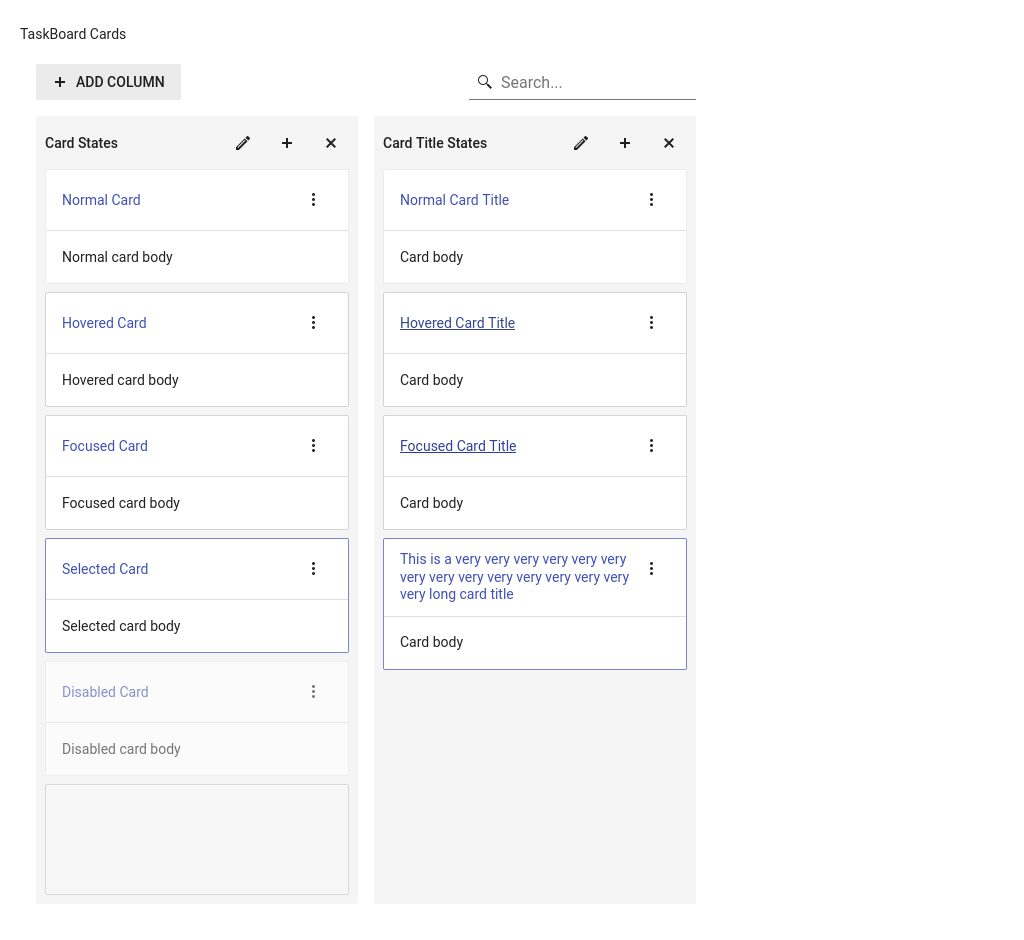 TaskBoard Cards
ADD COLUMN
Search...
Card States
Normal Card
Normal card body
Hovered Card
Hovered card body
Focused Card
Focused card body
Selected Card
Selected card body
Disabled Card
Disabled card body
Card Title States
Normal Card Title
Card body
Hovered Card Title
Card body
Focused Card Title
Card body
This is a very very very very very very
very very very very very very very very
very long card title
Card body